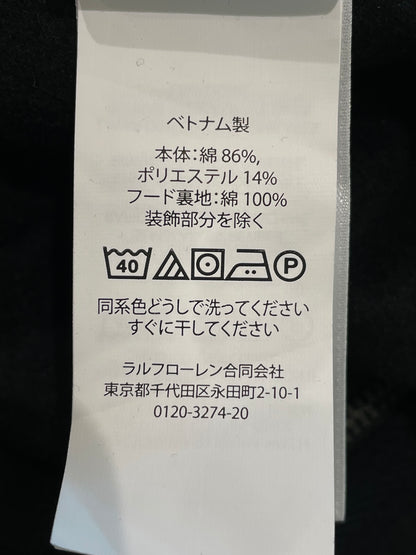 ベトナム製
本体：綿 86%,
ポリエステル 14%
フード裏地：綿 100%
装飾部分を除く
40 P
同系色どうしで洗ってください
すぐに干してください
ラルフローレン合同会社
東京都千代田区永田町2-10-1
0120-3274-20